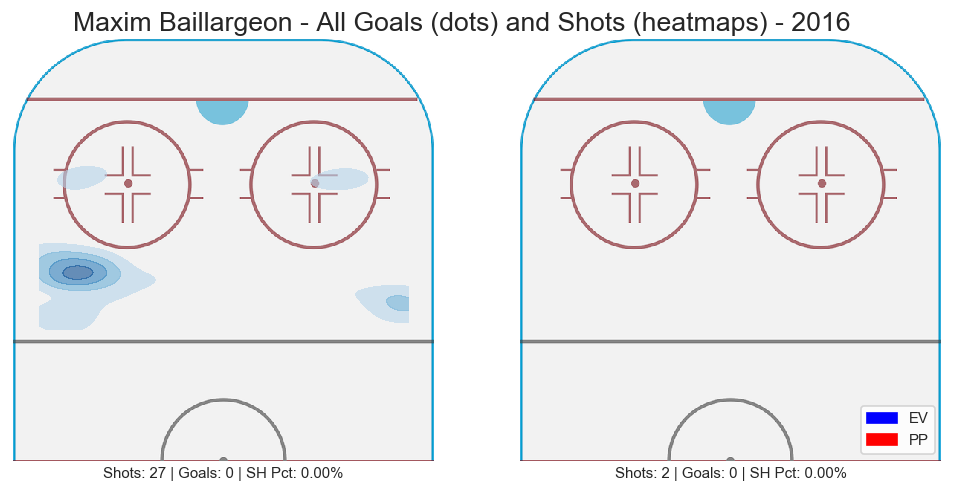 Maxim Baillargeon - All Goals (dots) and Shots (heatmaps) - 2016
EV
PP
Shots: 27 | Goals: 0 | SH Pct: 0.00%
Shots: 2 | Goals: 0 | SH Pct: 0.00%